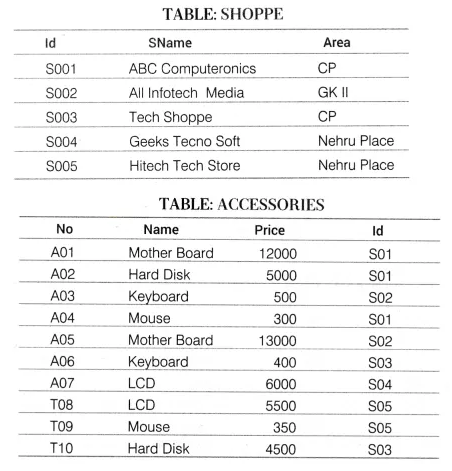 TABLE: SHOPPE
Id SName Area
S001 ABC Computeronics CP
S002 All Infotech Media GK II
S003 Tech Shoppe CP
S004 Geeks Tecno Soft Nehru Place
S005 Hitech Tech Store Nehru Place
TABLE: ACCESSORIES
No Name Price Id
A01 Mother Board 12000 S01
A02 Hard Disk 5000 S01
A03 Keyboard 500 S02
A04 Mouse 300 S01
A05 Mother Board 13000 S02
A06 Keyboard 400 S03
A07 LCD 6000 S04
T08 LCD 5500 S05
T09 Mouse 350 S05
T10 Hard Disk 4500 S03